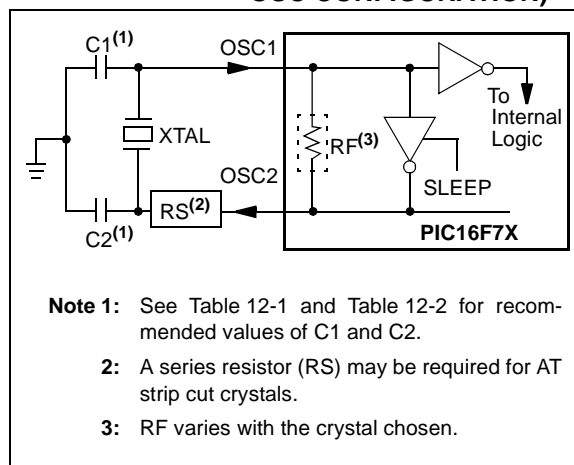 C1(1)
OSC1
To
Internal
Logic
XTAL
RF(3)
OSC2
SLEEP
RS(2)
C2(1)
PIC16F7X
Note 1: See Table 12-1 and Table 12-2 for recom-
mended values of C1 and C2.
2: A series resistor (RS) may be required for AT
strip cut crystals.
3: RF varies with the crystal chosen.